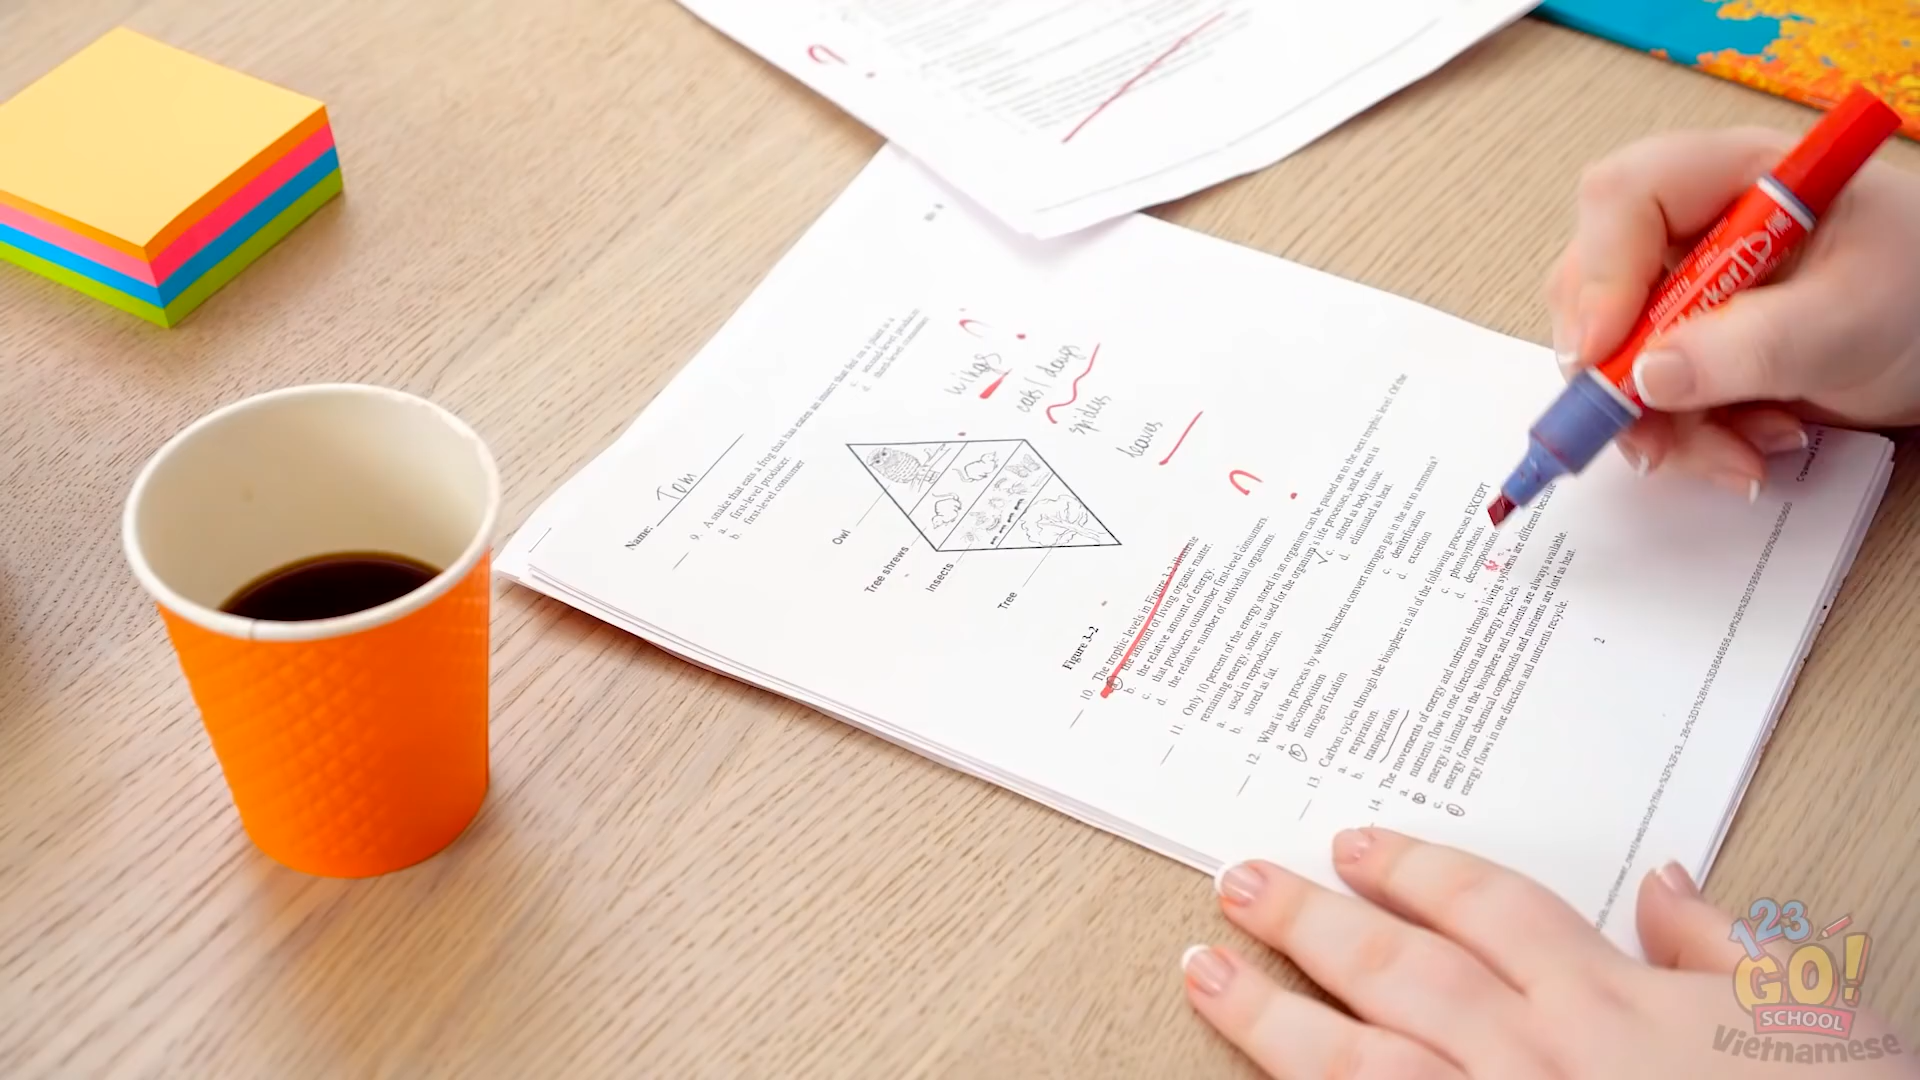 Name: Tom
9. A snake that eats a frog that has eaten an insect that fed on a plant is a
a. first-level producer.
b. first-level consumer
c. second-level producer
d. third-level consumer
wings
cats / dogs
spiders
leaves
Owl
Tree shrews
Insects
Tree
Figure 3–2
10. The trophic levels in Figure 3-2 illustrate
a. the amount of living organic matter.
b. the relative amount of energy.
c. that producers outnumber first-level consumers.
d. the relative number of individual organisms.
11. Only 10 percent of the energy stored in an organism can be passed on to the next trophic level. Of the
remaining energy, some is used for the organism's life processes, and the rest is
a. used in reproduction.
b. stored as fat.
c. stored as body tissue.
d. eliminated as heat.
12. What is the process by which bacteria convert nitrogen gas in the air to ammonia?
a. decomposition
b. nitrogen fixation
c. denitrification
d. excretion
13. Carbon cycles through the biosphere in all of the following processes EXCEPT
a. respiration.
b. transpiration.
c. photosynthesis.
d. decomposition.
14. The movements of energy and nutrients through living systems are different because
a. nutrients flow in one direction and energy recycles.
b. energy is limited in the biosphere and nutrients are always available.
c. energy forms chemical compounds and nutrients are lost as heat.
d. energy flows in one direction and nutrients recycle.
2
123
GO!
SCHOOL
Vietnamese